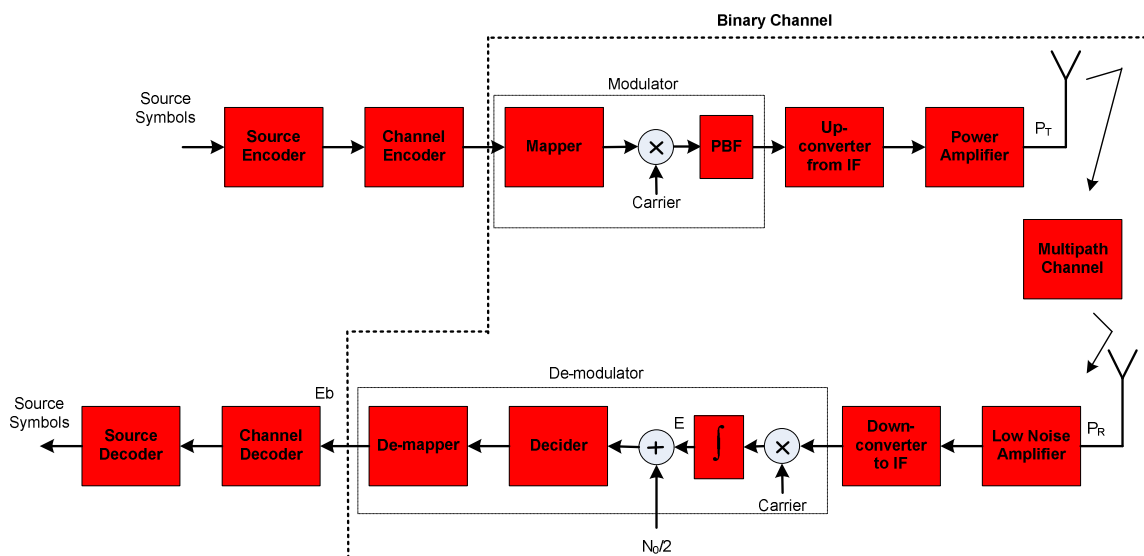 Binary Channel
Source
Symbols
Modulator
Source
Encoder
Channel
Encoder
Mapper
PBF
Carrier
Up-
converter
from IF
Power
Amplifier
PT
Multipath
Channel
De-modulator
Source
Symbols
Source
Decoder
Channel
Decoder
Eb
De-mapper
Decider
+
E
∫
×
Carrier
N0/2
Down-
converter
to IF
Low Noise
Amplifier
PR